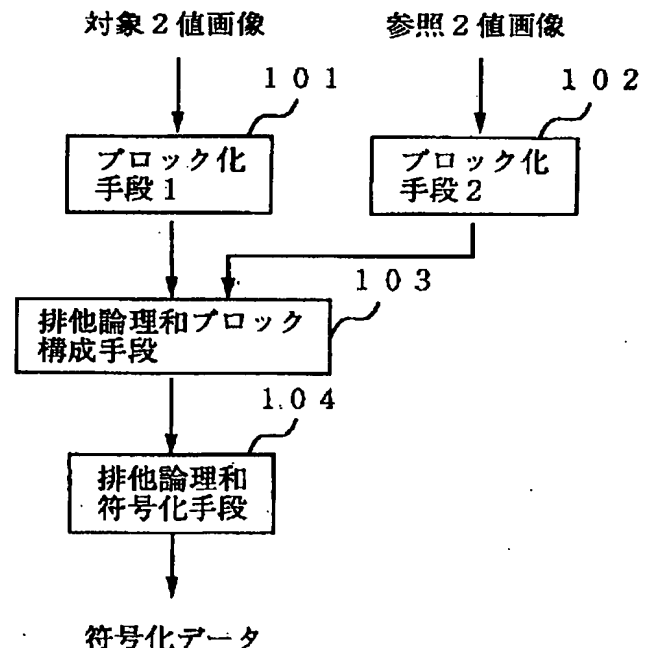 対象2値画像
参照2値画像
101
102
ブロック化
手段1
ブロック化
手段2
103
排他論理和ブロック
構成手段
104
排他論理和
符号化手段
符号化データ